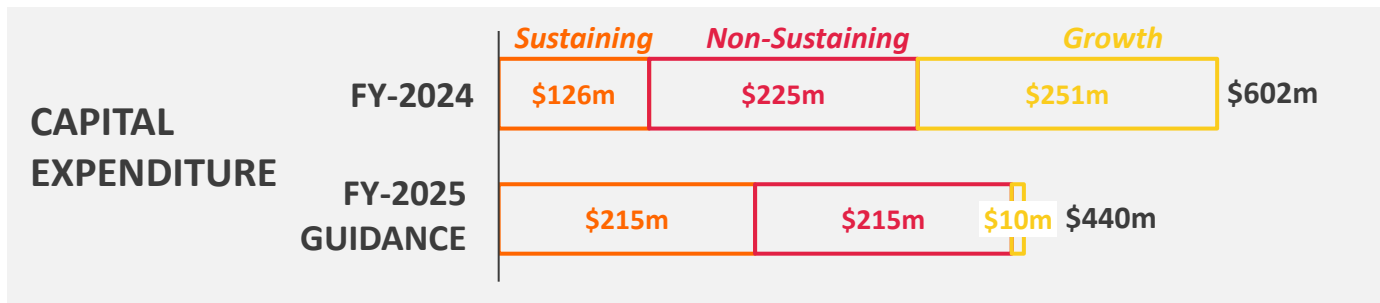 Sustaining Non-Sustaining Growth
CAPITAL
EXPENDITURE
FY-2024 $126m $225m $251m $602m
FY-2025
GUIDANCE
$215m $215m $10m $440m